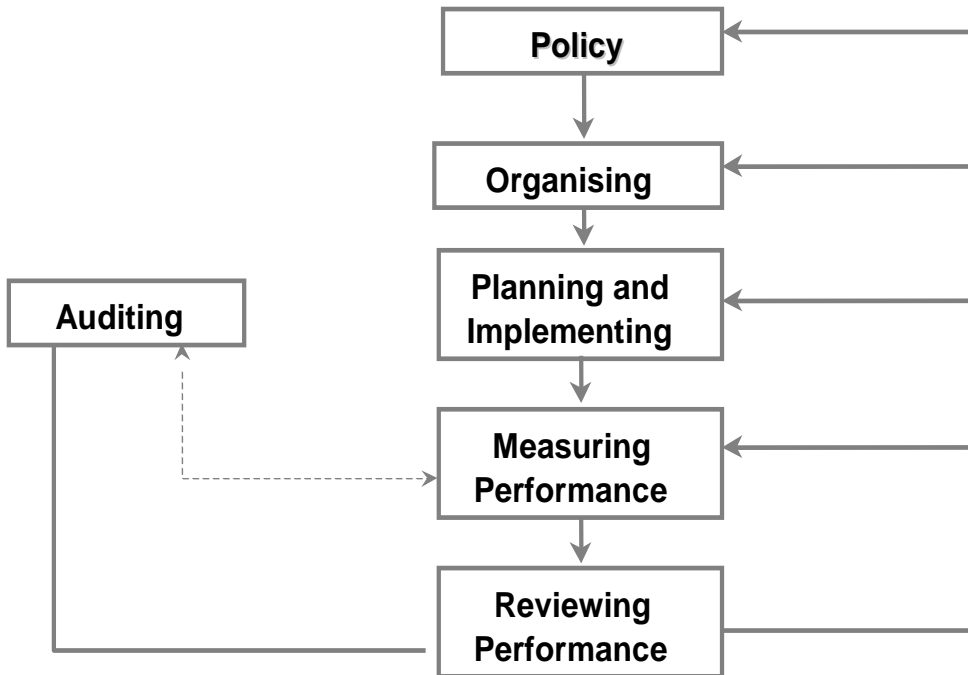 Policy
Organising
Planning and
Implementing
Auditing
Measuring
Performance
Reviewing
Performance